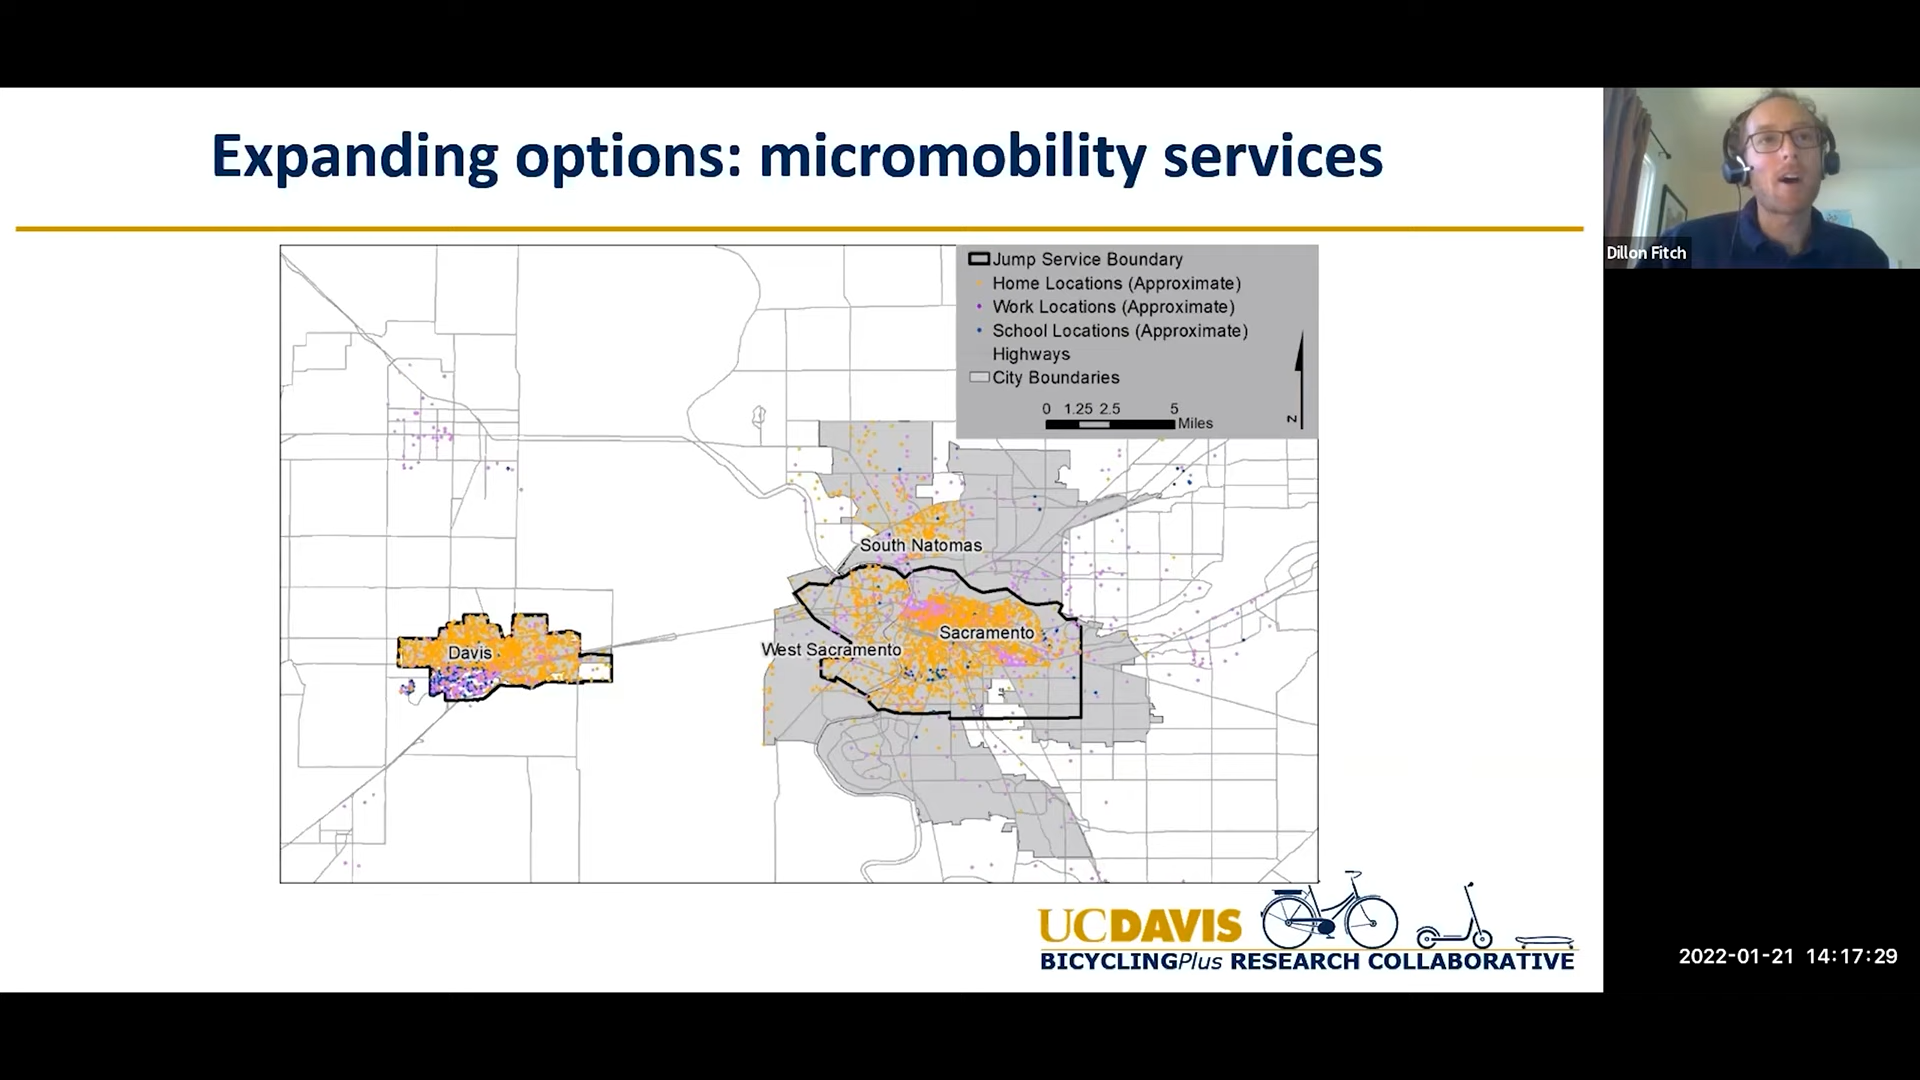 Expanding options: micromobility services
Dillon Fitch
Jump Service Boundary
Home Locations (Approximate)
Work Locations (Approximate)
School Locations (Approximate)
Highways
City Boundaries
0 1.25 2.5 5
Miles
N
South Natomas
Sacramento
West Sacramento
Davis
UCDAVIS
BICYCLINGPlus RESEARCH COLLABORATIVE
2022-01-21 14:17:29